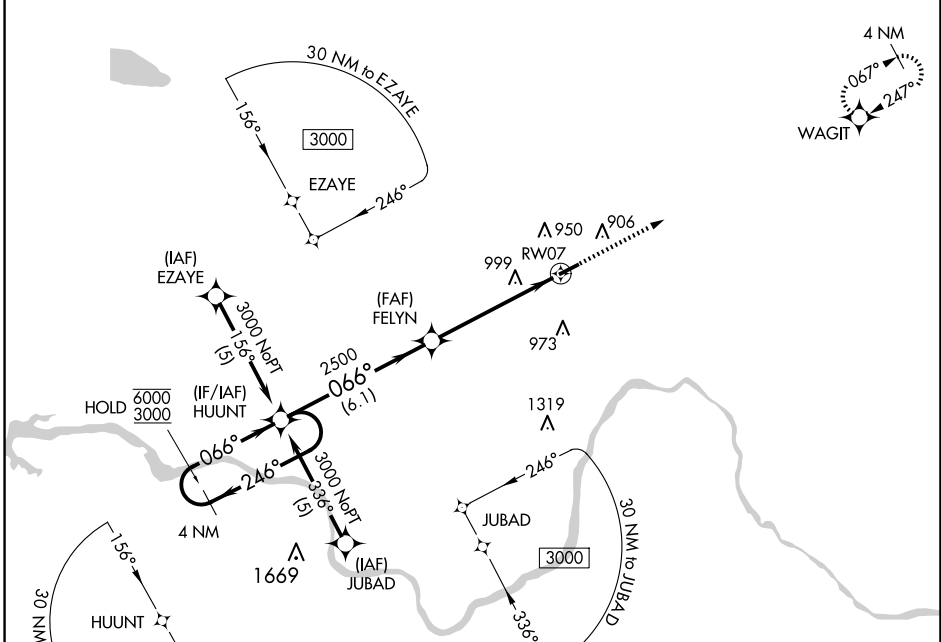 4 NM
067°
247°
WAGIT
30 NM to EZAYE
156°
3000
EZAYE
246°
950
906
RW07
999
(IAF)
EZAYE
(FAF)
FELYN
973
3000 NoPT
156°
(5)
2500
066°
(6.1)
(IF/IAF)
HUUNT
HOLD
6000
3000
1319
066°
246°
4 NM
3000 NoPT
336°
(5)
246°
JUBAD
3000
30 NM to JUBAD
336°
(IAF)
JUBAD
1669
156°
HUUNT
30 NM